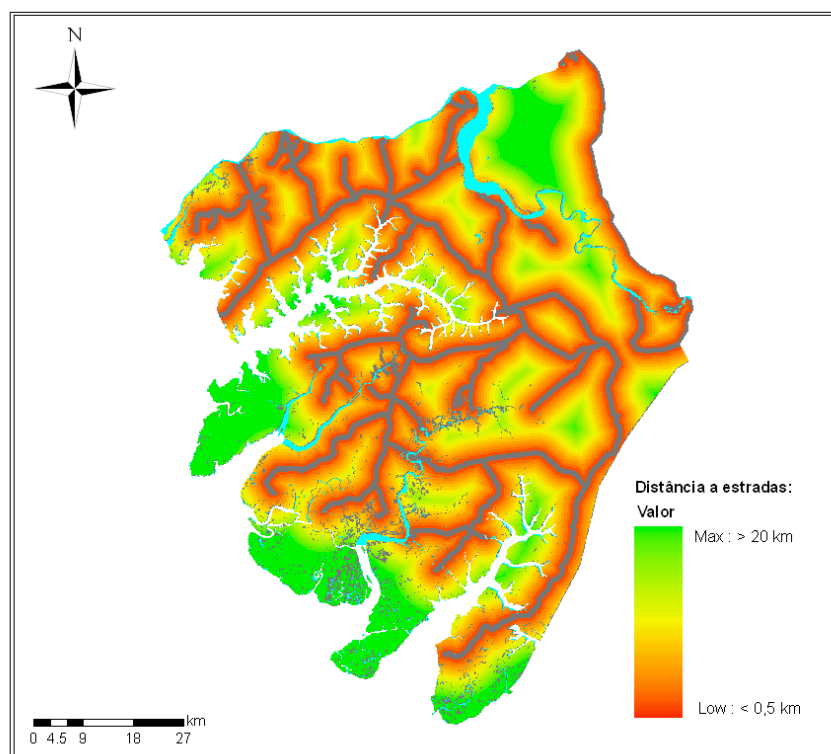 N
Distância a estradas:
Valor
Max : > 20 km
Low : < 0,5 km
km
0 4.5 9 18 27